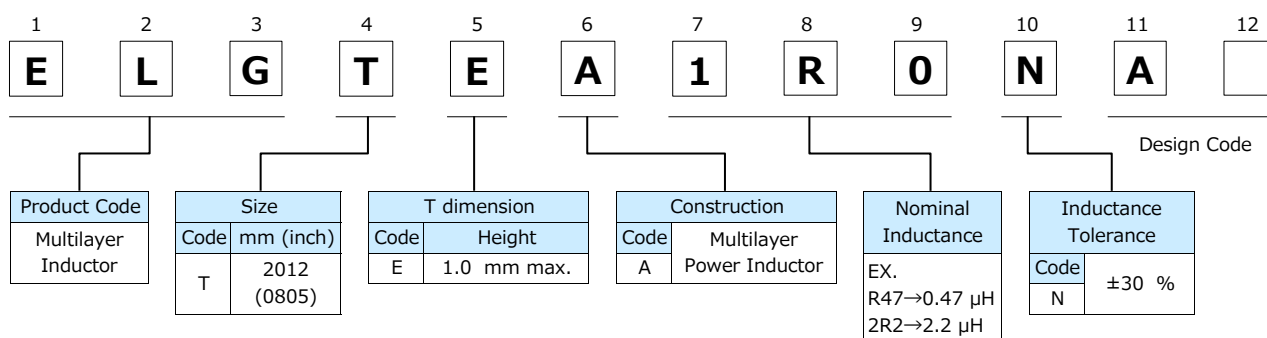 1 2 3 4 5 6 7 8 9 10 11 12
E L G T E A 1 R 0 N A
Design Code
Product Code
Multilayer
Inductor
Size
Code mm (inch)
T 2012
(0805)
T dimension
Code Height
E 1.0 mm max.
Construction
Code Multilayer
A Power Inductor
Nominal
Inductance
EX.
R47→0.47 μH
2R2→2.2 μH
Inductance
Tolerance
Code
N ±30 %